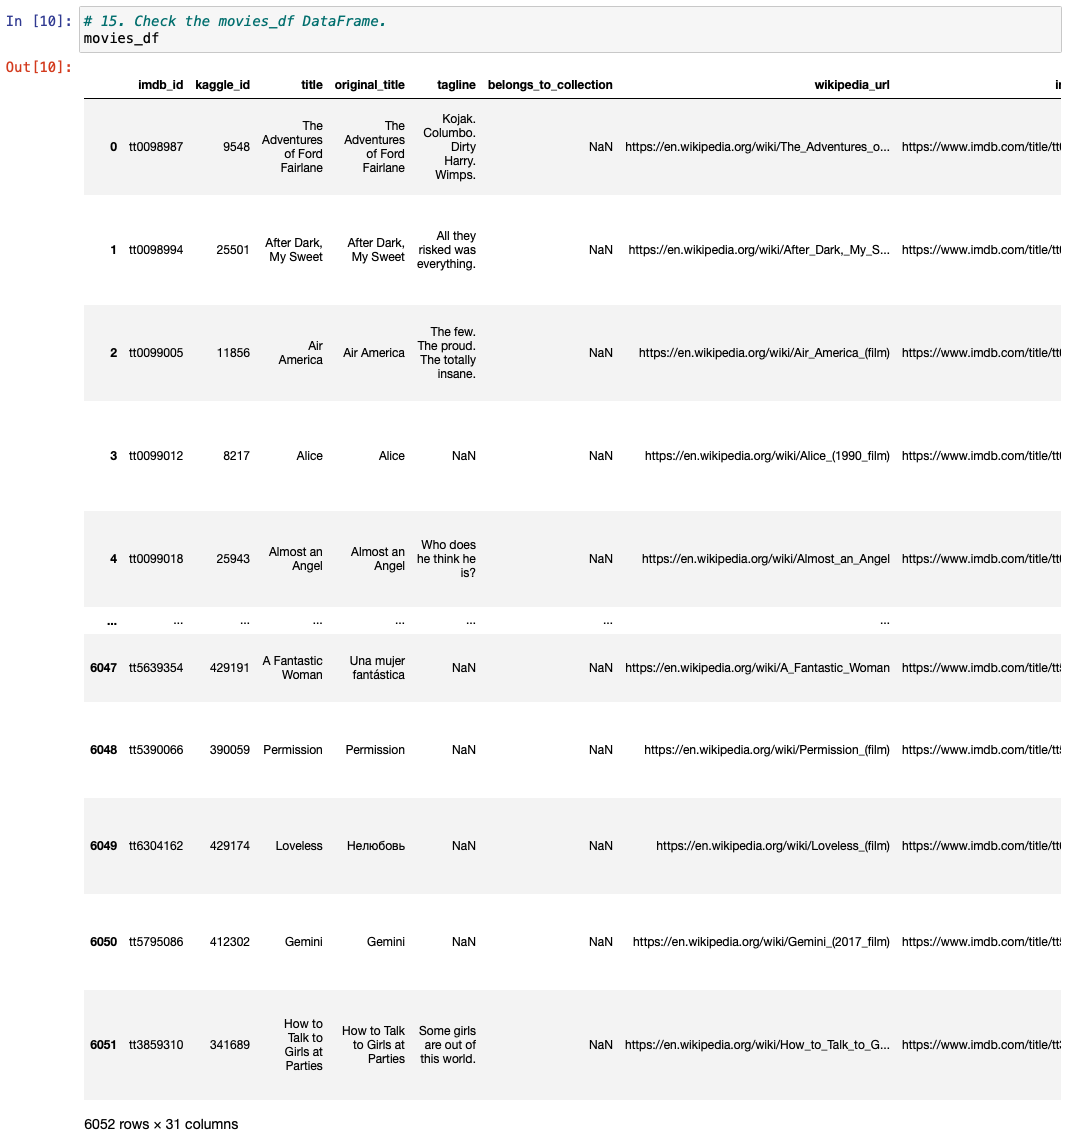 In [10]: # 15. Check the movies_df DataFrame.
movies_df
Out[10]:
imdb_id kaggle_id title original_title tagline belongs_to_collection wikipedia_url
0 tt0098987 9548 The Adventures of Ford Fairlane The Adventures of Ford Fairlane Kojak. Columbo. Dirty Harry. Wimps. NaN https://en.wikipedia.org/wiki/The_Adventures_o... https://www.imdb.com/title/tt0
1 tt0098994 25501 After Dark, My Sweet After Dark, My Sweet All they risked was everything. NaN https://en.wikipedia.org/wiki/After_Dark,_My_S... https://www.imdb.com/title/tt0
2 tt0099005 11856 Air America Air America The few. The proud. The totally insane. NaN https://en.wikipedia.org/wiki/Air_America_(film) https://www.imdb.com/title/tt0
3 tt0099012 8217 Alice Alice NaN NaN https://en.wikipedia.org/wiki/Alice_(1990_film) https://www.imdb.com/title/tt0
4 tt0099018 25943 Almost an Angel Almost an Angel Who does he think he is? NaN https://en.wikipedia.org/wiki/Almost_an_Angel https://www.imdb.com/title/tt0
... ... ... ... ... ... ... ...
6047 tt5639354 429191 A Fantastic Woman Una mujer fantástica NaN NaN https://en.wikipedia.org/wiki/A_Fantastic_Woman https://www.imdb.com/title/tt5
6048 tt5390066 390059 Permission Permission NaN NaN https://en.wikipedia.org/wiki/Permission_(film) https://www.imdb.com/title/tt5
6049 tt6304162 429174 Loveless Нелюбовь NaN NaN https://en.wikipedia.org/wiki/Loveless_(film) https://www.imdb.com/title/tt6
6050 tt5795086 412302 Gemini Gemini NaN NaN https://en.wikipedia.org/wiki/Gemini_(2017_film) https://www.imdb.com/title/tt5
6051 tt3859310 341689 How to Talk to Girls at Parties How to Talk to Girls at Parties Some girls are out of this world. NaN https://en.wikipedia.org/wiki/How_to_Talk_to_G... https://www.imdb.com/title/tt3
6052 rows × 31 columns